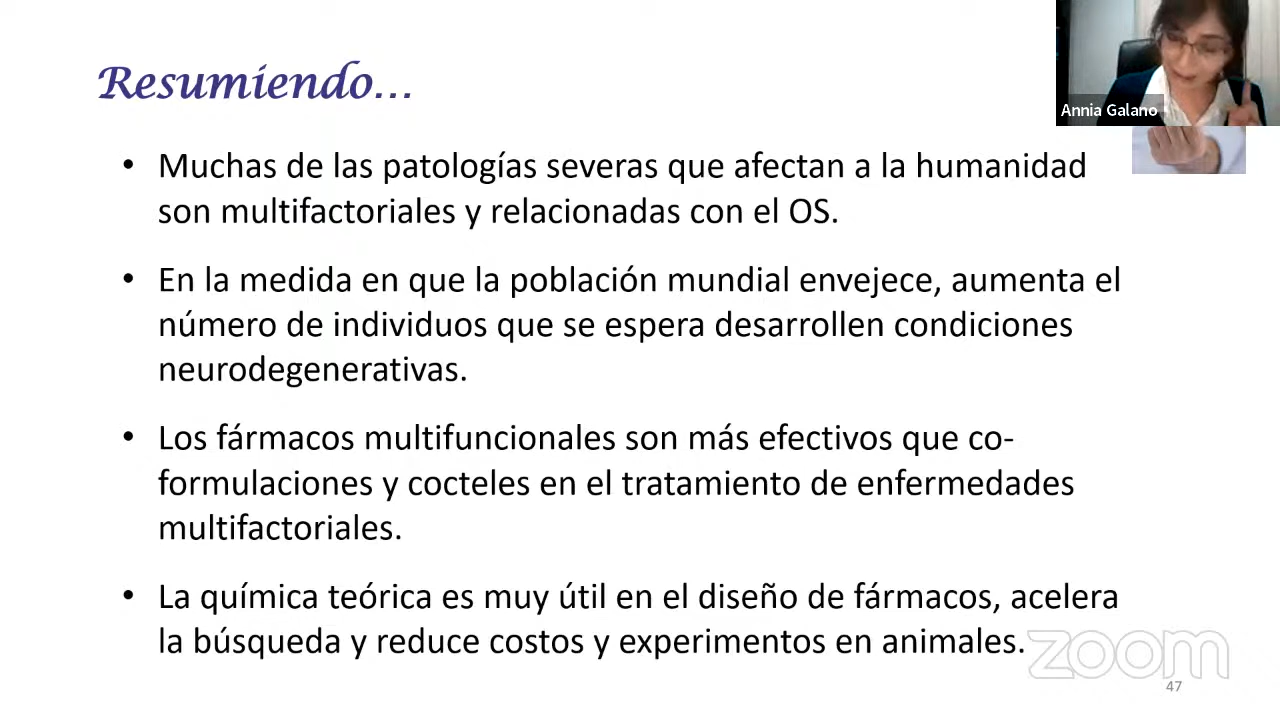 Resumiendo...
Annia Galano
• Muchas de las patologías severas que afectan a la humanidad
son multifactoriales y relacionadas con el OS.
• En la medida en que la población mundial envejece, aumenta el
número de individuos que se espera desarrollen condiciones
neurodegenerativas.
• Los fármacos multifuncionales son más efectivos que co-
formulaciones y cocteles en el tratamiento de enfermedades
multifactoriales.
• La química teórica es muy útil en el diseño de fármacos, acelera
la búsqueda y reduce costos y experimentos en animales.
zoom
47